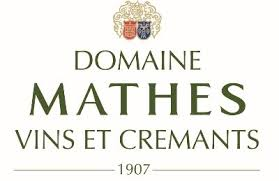 DOMAINE
MATHES
VINS ET CREMANTS
1907